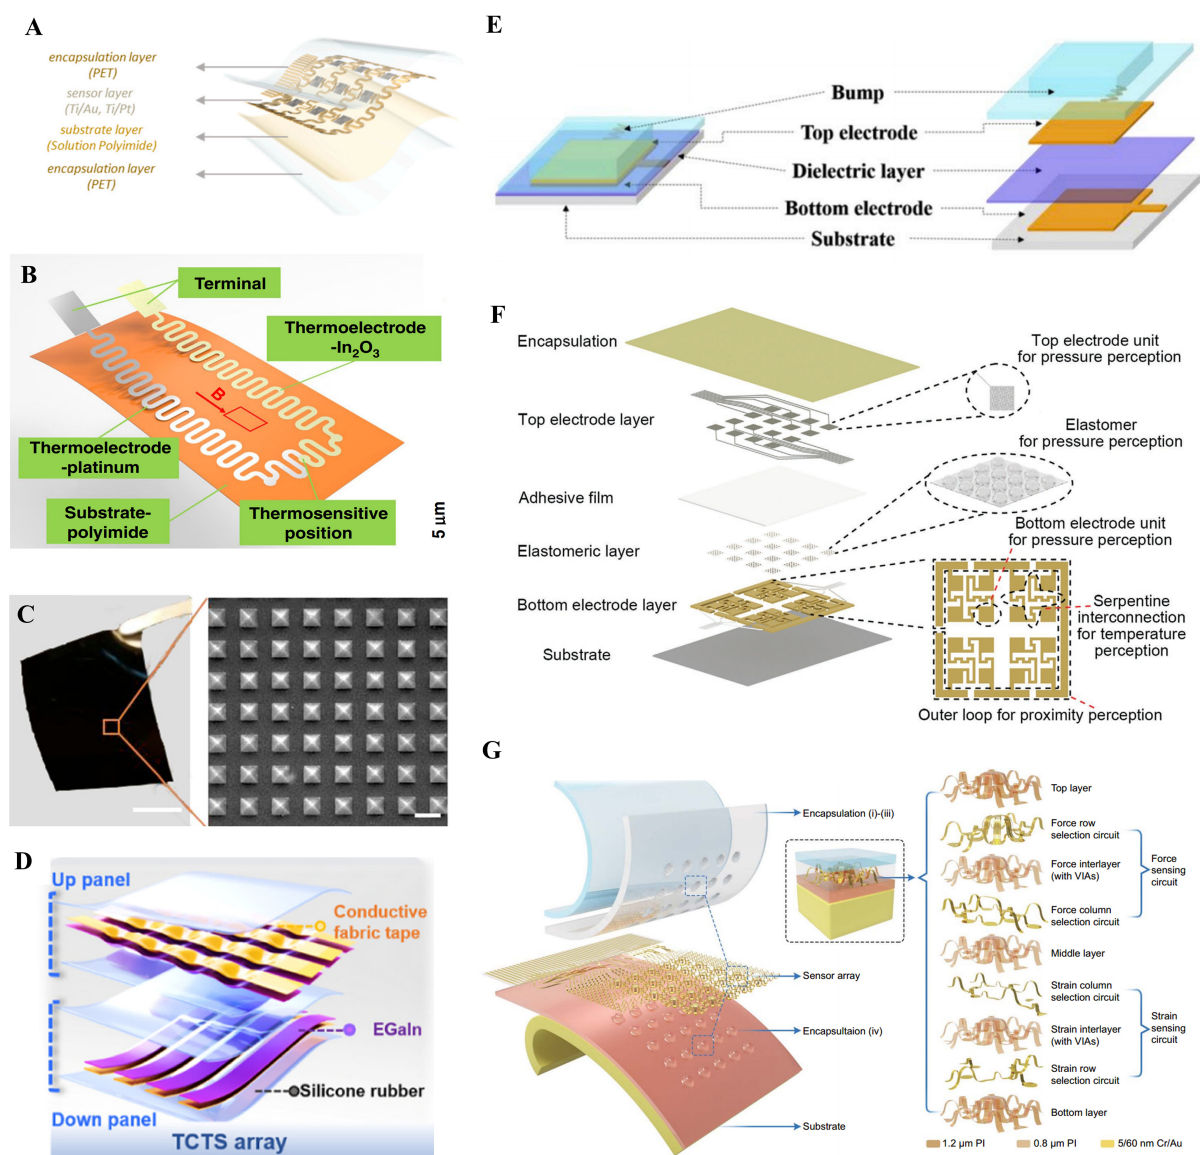 A
encapsulation layer
(PET)
sensor layer
(Ti/Au, Ti/Pt)
substrate layer
(Solution Polyimide)
encapsulation layer
(PET)
B
Terminal
Thermoelectrode
-In₂O₃
B
Thermoelectrode
-platinum
Substrate-
polyimide
Thermosensitive
position
5 μm
C
D
Up panel
Conductive
fabric tape
EGaIn
Silicone rubber
Down panel
TCTS array
E
Bump
Top electrode
Dielectric layer
Bottom electrode
Substrate
F
Encapsulation
Top electrode unit
for pressure perception
Top electrode layer
Elastomer
for pressure perception
Adhesive film
Elastomeric layer
Bottom electrode unit
for pressure perception
Bottom electrode layer
Serpentine
interconnection
for temperature
perception
Substrate
Outer loop for proximity perception
G
Encapsulation (i)-(iii)
Sensor array
Encapsultaion (iv)
Substrate
Top layer
Force row
selection circuit
Force interlayer
(with VIAs)
Force
sensing
circuit
Force column
selection circuit
Middle layer
Strain column
selection circuit
Strain interlayer
(with VIAs)
Strain
sensing
circuit
Strain row
selection circuit
Bottom layer
1.2 μm PI
0.8 μm PI
5/60 nm Cr/Au